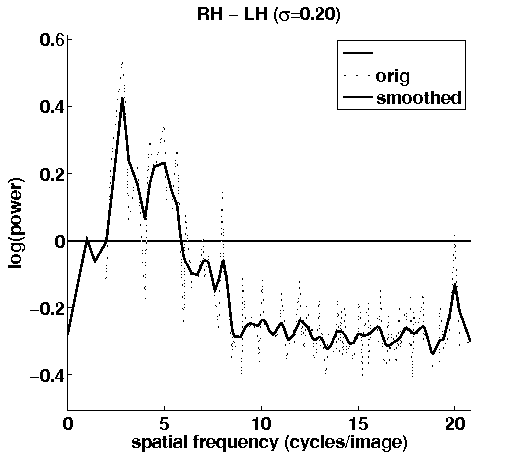 RH − LH (σ=0.20)
0.6
0.4
0.2
0
−0.2
−0.4
log(power)
orig
smoothed
0 5 10 15 20
spatial frequency (cycles/image)